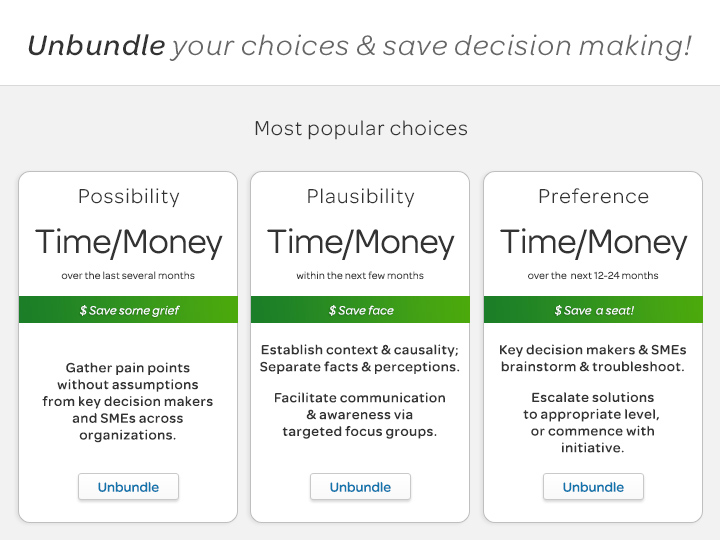 Unbundle your choices & save decision making!
Most popular choices
Possibility
Time/Money
over the last several months
$ Save some grief
Gather pain points
without assumptions
from key decision makers
and SMEs across
organizations.
Unbundle
Plausibility
Time/Money
within the next few months
$ Save face
Establish context & causality;
Separate facts & perceptions.
Facilitate communication
& awareness via
targeted focus groups.
Unbundle
Preference
Time/Money
over the next 12-24 months
$ Save a seat!
Key decision makers & SMEs
brainstorm & troubleshoot.
Escalate solutions
to appropriate level,
or commence with
initiative.
Unbundle